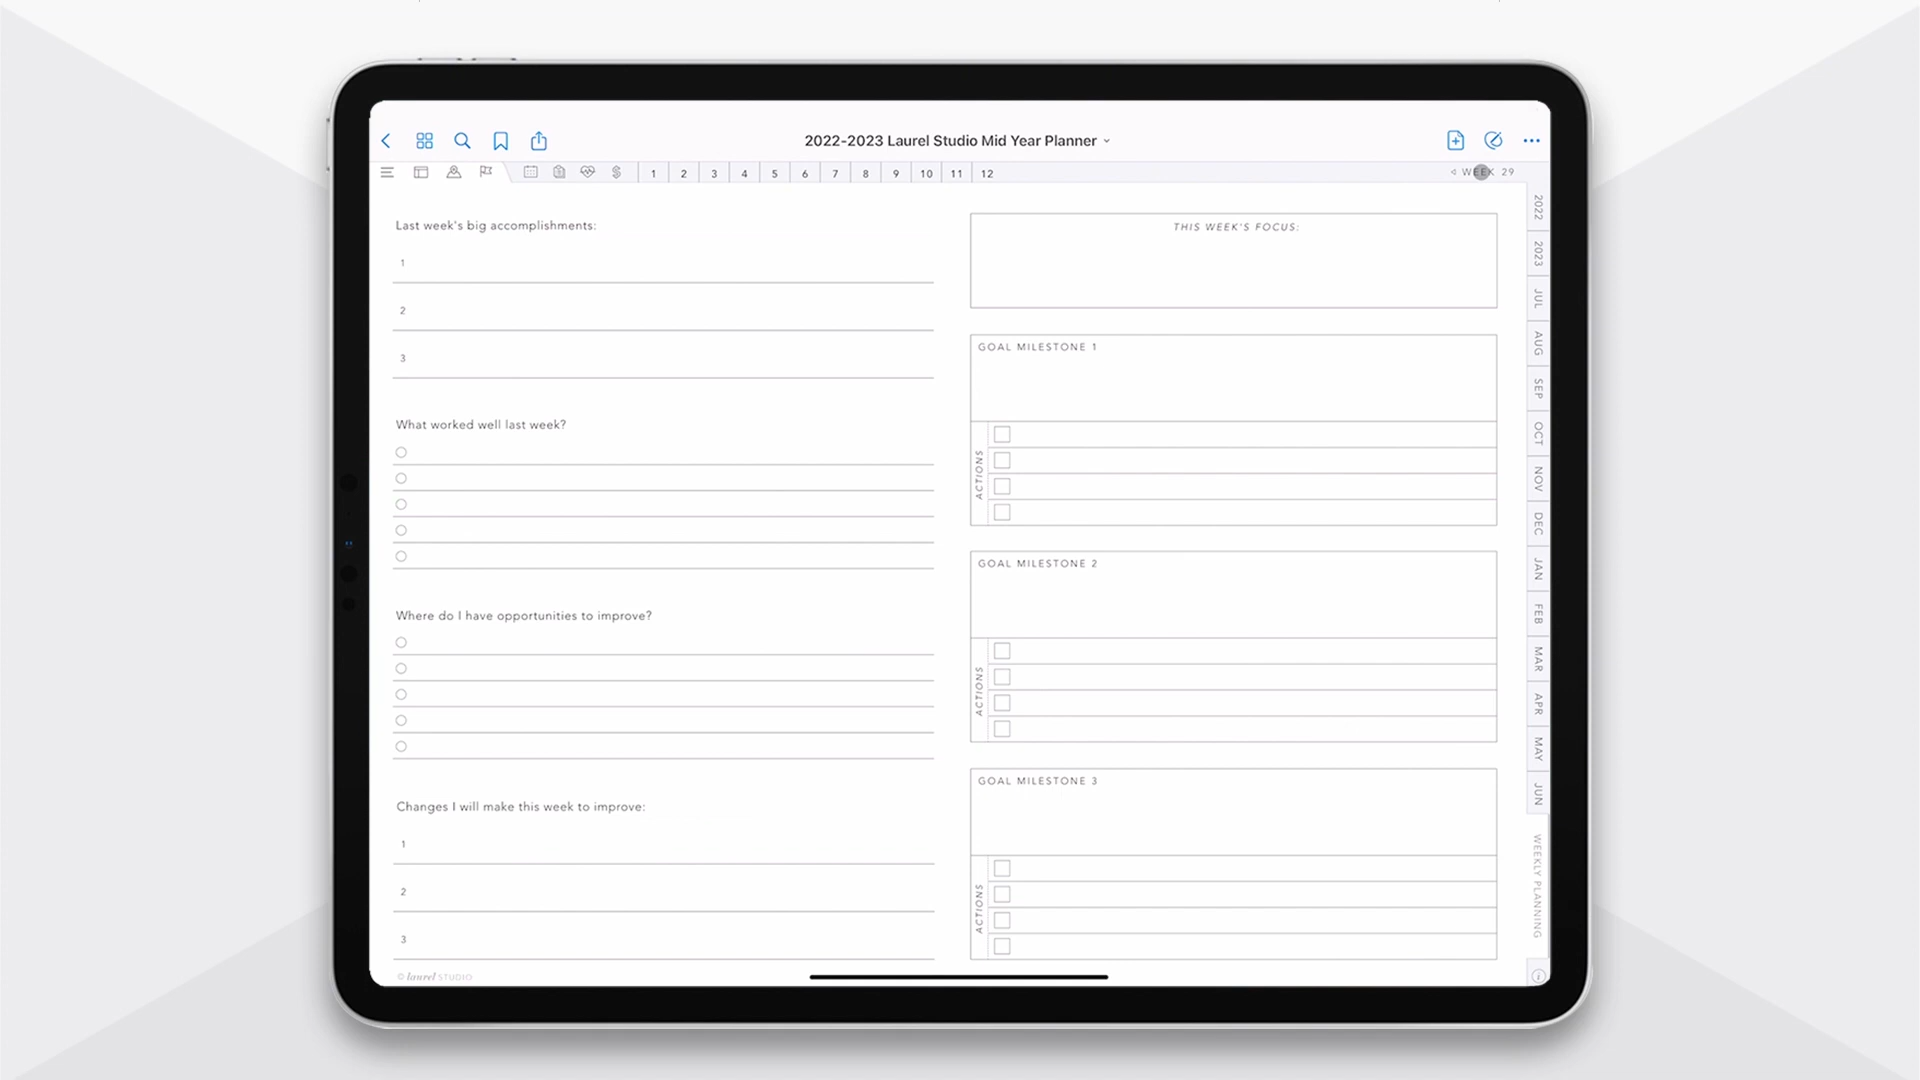 2022-2023 Laurel Studio Mid Year Planner
1 2 3 4 5 6 7 8 9 10 11 12
WEEK 29
Last week's big accomplishments:
1
2
3
What worked well last week?
Where do I have opportunities to improve?
Changes I will make this week to improve:
1
2
3
THIS WEEK'S FOCUS:
GOAL MILESTONE 1
ACTIONS
GOAL MILESTONE 2
ACTIONS
GOAL MILESTONE 3
ACTIONS
2022
2023
JUL
AUG
SEP
OCT
NOV
DEC
JAN
FEB
MAR
APR
MAY
JUN
WEEKLY PLANNING
© laurel STUDIO